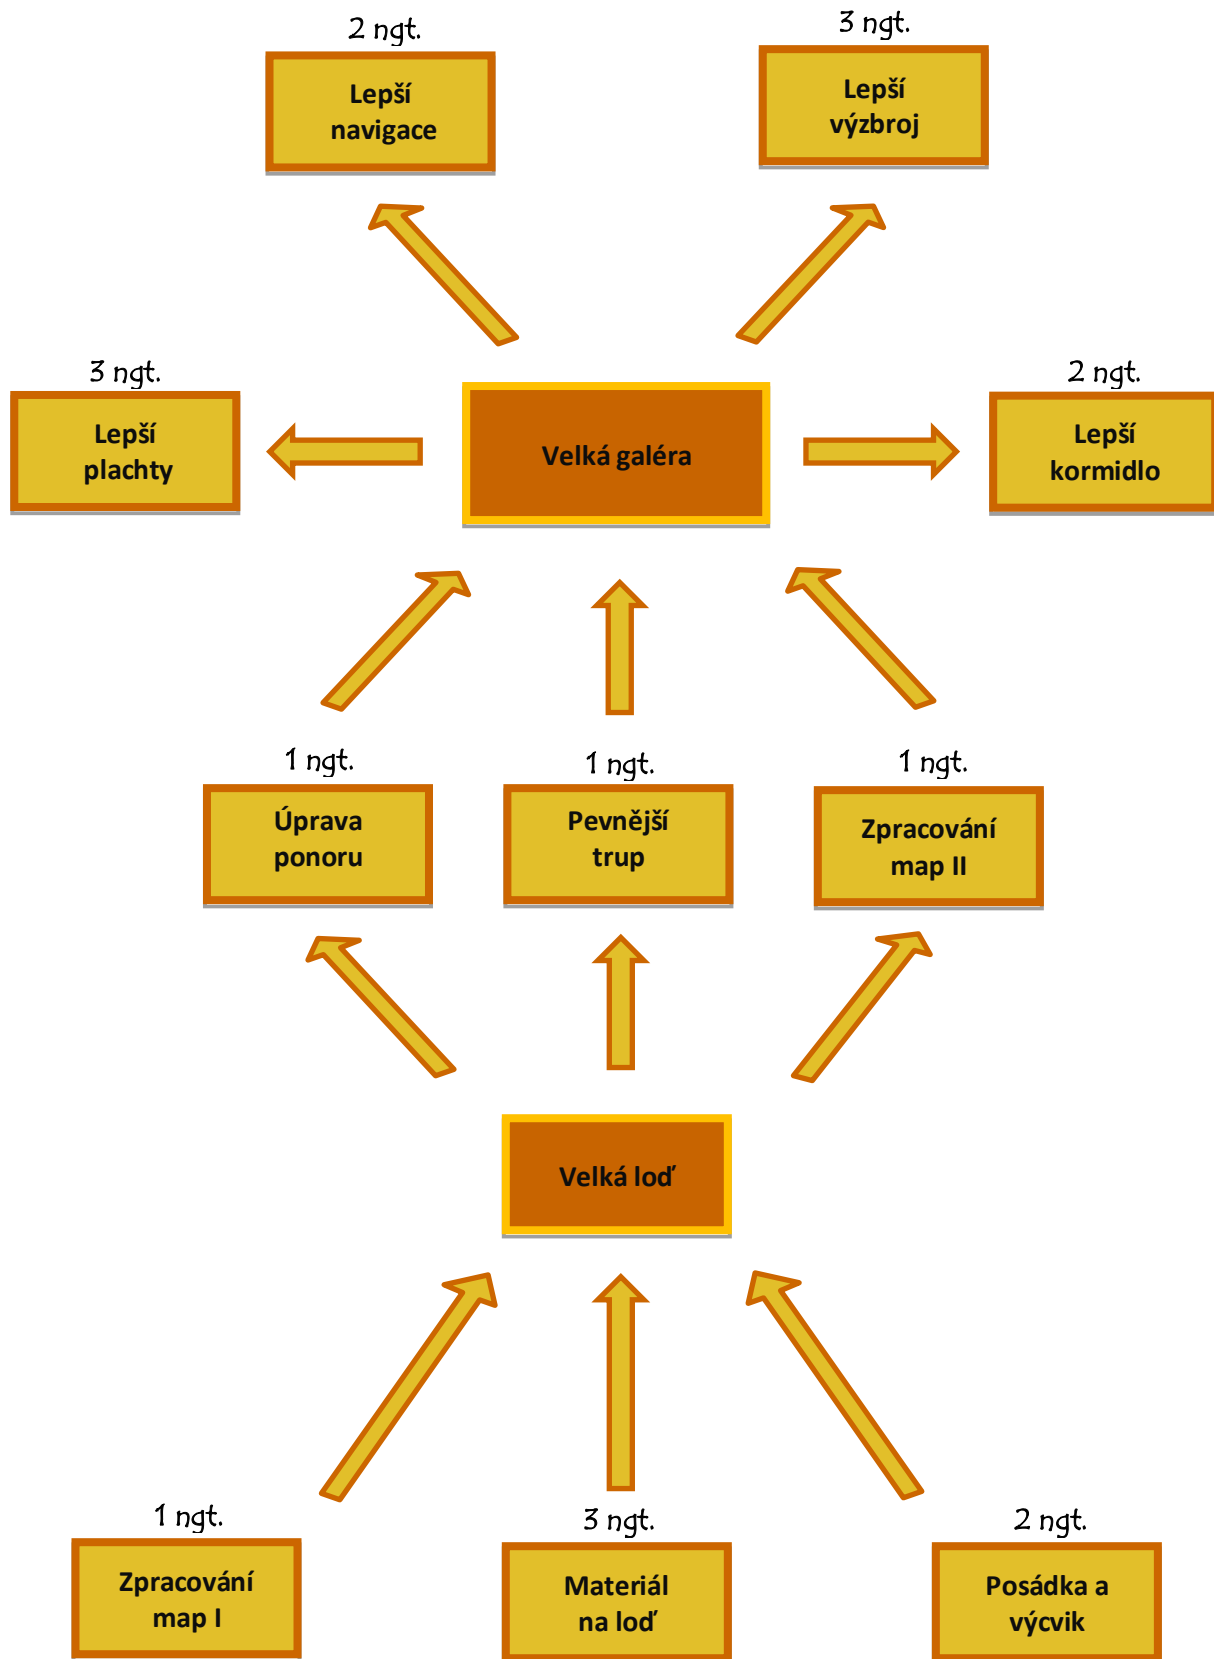 2 ngt.
Lepší
navigace
3 ngt.
Lepší
výzbroj
3 ngt.
Lepší
plachty
Velká galéra
2 ngt.
Lepší
kormidlo
1 ngt.
Úprava
ponoru
1 ngt.
Pevnější
trup
1 ngt.
Zpracování
map II
Velká loď
1 ngt.
Zpracování
map I
3 ngt.
Materiál
na loď
2 ngt.
Posádka a
výcvik